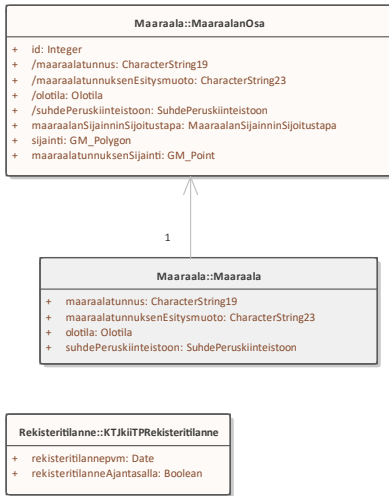 Maaraala::MaaraalanOsa
+ id: Integer
+ /maaraalatunnus: CharacterString19
+ /maaraalatunnuksenEsitysmuoto: CharacterString23
+ /olotila: Olotila
+ /suhdePeruskiinteistoon: SuhdePeruskiinteistoon
+ maaraalanSijainninSijoitustapa: MaaraalanSijainninSijoitustapa
+ sijainti: GM_Polygon
+ maaraalatunnuksenSijainti: GM_Point
1
Maaraala::Maaraala
+ maaraalatunnus: CharacterString19
+ maaraalatunnuksenEsitysmuoto: CharacterString23
+ olotila: Olotila
+ suhdePeruskiinteistoon: SuhdePeruskiinteistoon
Rekisteritilanne::KTJkiiTPRekisteritilanne
+ rekisteritilannepvm: Date
+ rekisteritilanneAjantasalla: Boolean